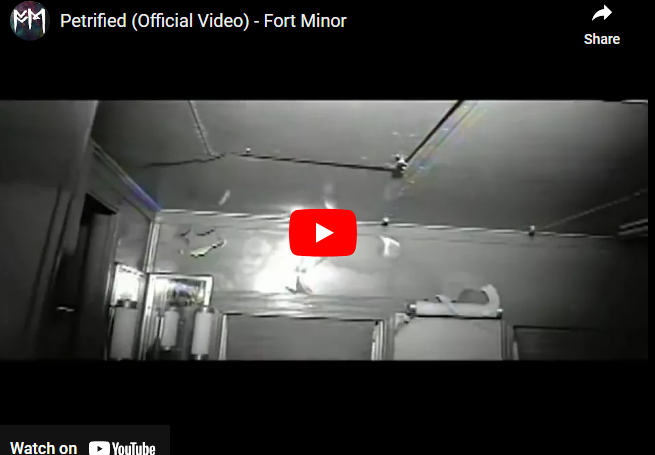 Petrified (Official Video) - Fort Minor
Share
Watch on YouTube